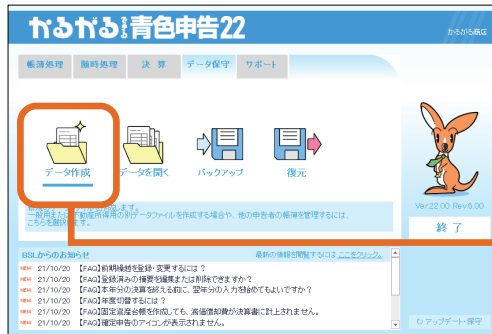 かるがるできる青色申告22
かるがる商店
帳簿処理 随時処理 決算 データ保守 サポート
データ作成 データを開く バックアップ 復元
一般用または不動産所得用の別データファイルを作成する場合や、他の申告者の帳簿を管理するには、
こちらを選択します。
Ver.22.00 Rev.6.00
終了
BSLからのお知らせ 最新の情報を閲覧するにはここをクリック。
NEW 21/10/20 【FAQ】前期繰越を登録・変更するには？
NEW 21/10/20 【FAQ】登録済みの摘要を編集または削除できますか？
NEW 21/10/20 【FAQ】本年分の決算を終える前に、翌年分の入力を始めてもよいですか？
NEW 21/10/20 【FAQ】年度切替するには？
NEW 21/10/20 【FAQ】固定資産台帳を作成しても、減価償却費が決算書に計上されません。
NEW 21/10/20 【FAQ】確定申告のアイコンが表示されません。
アップデート・保守